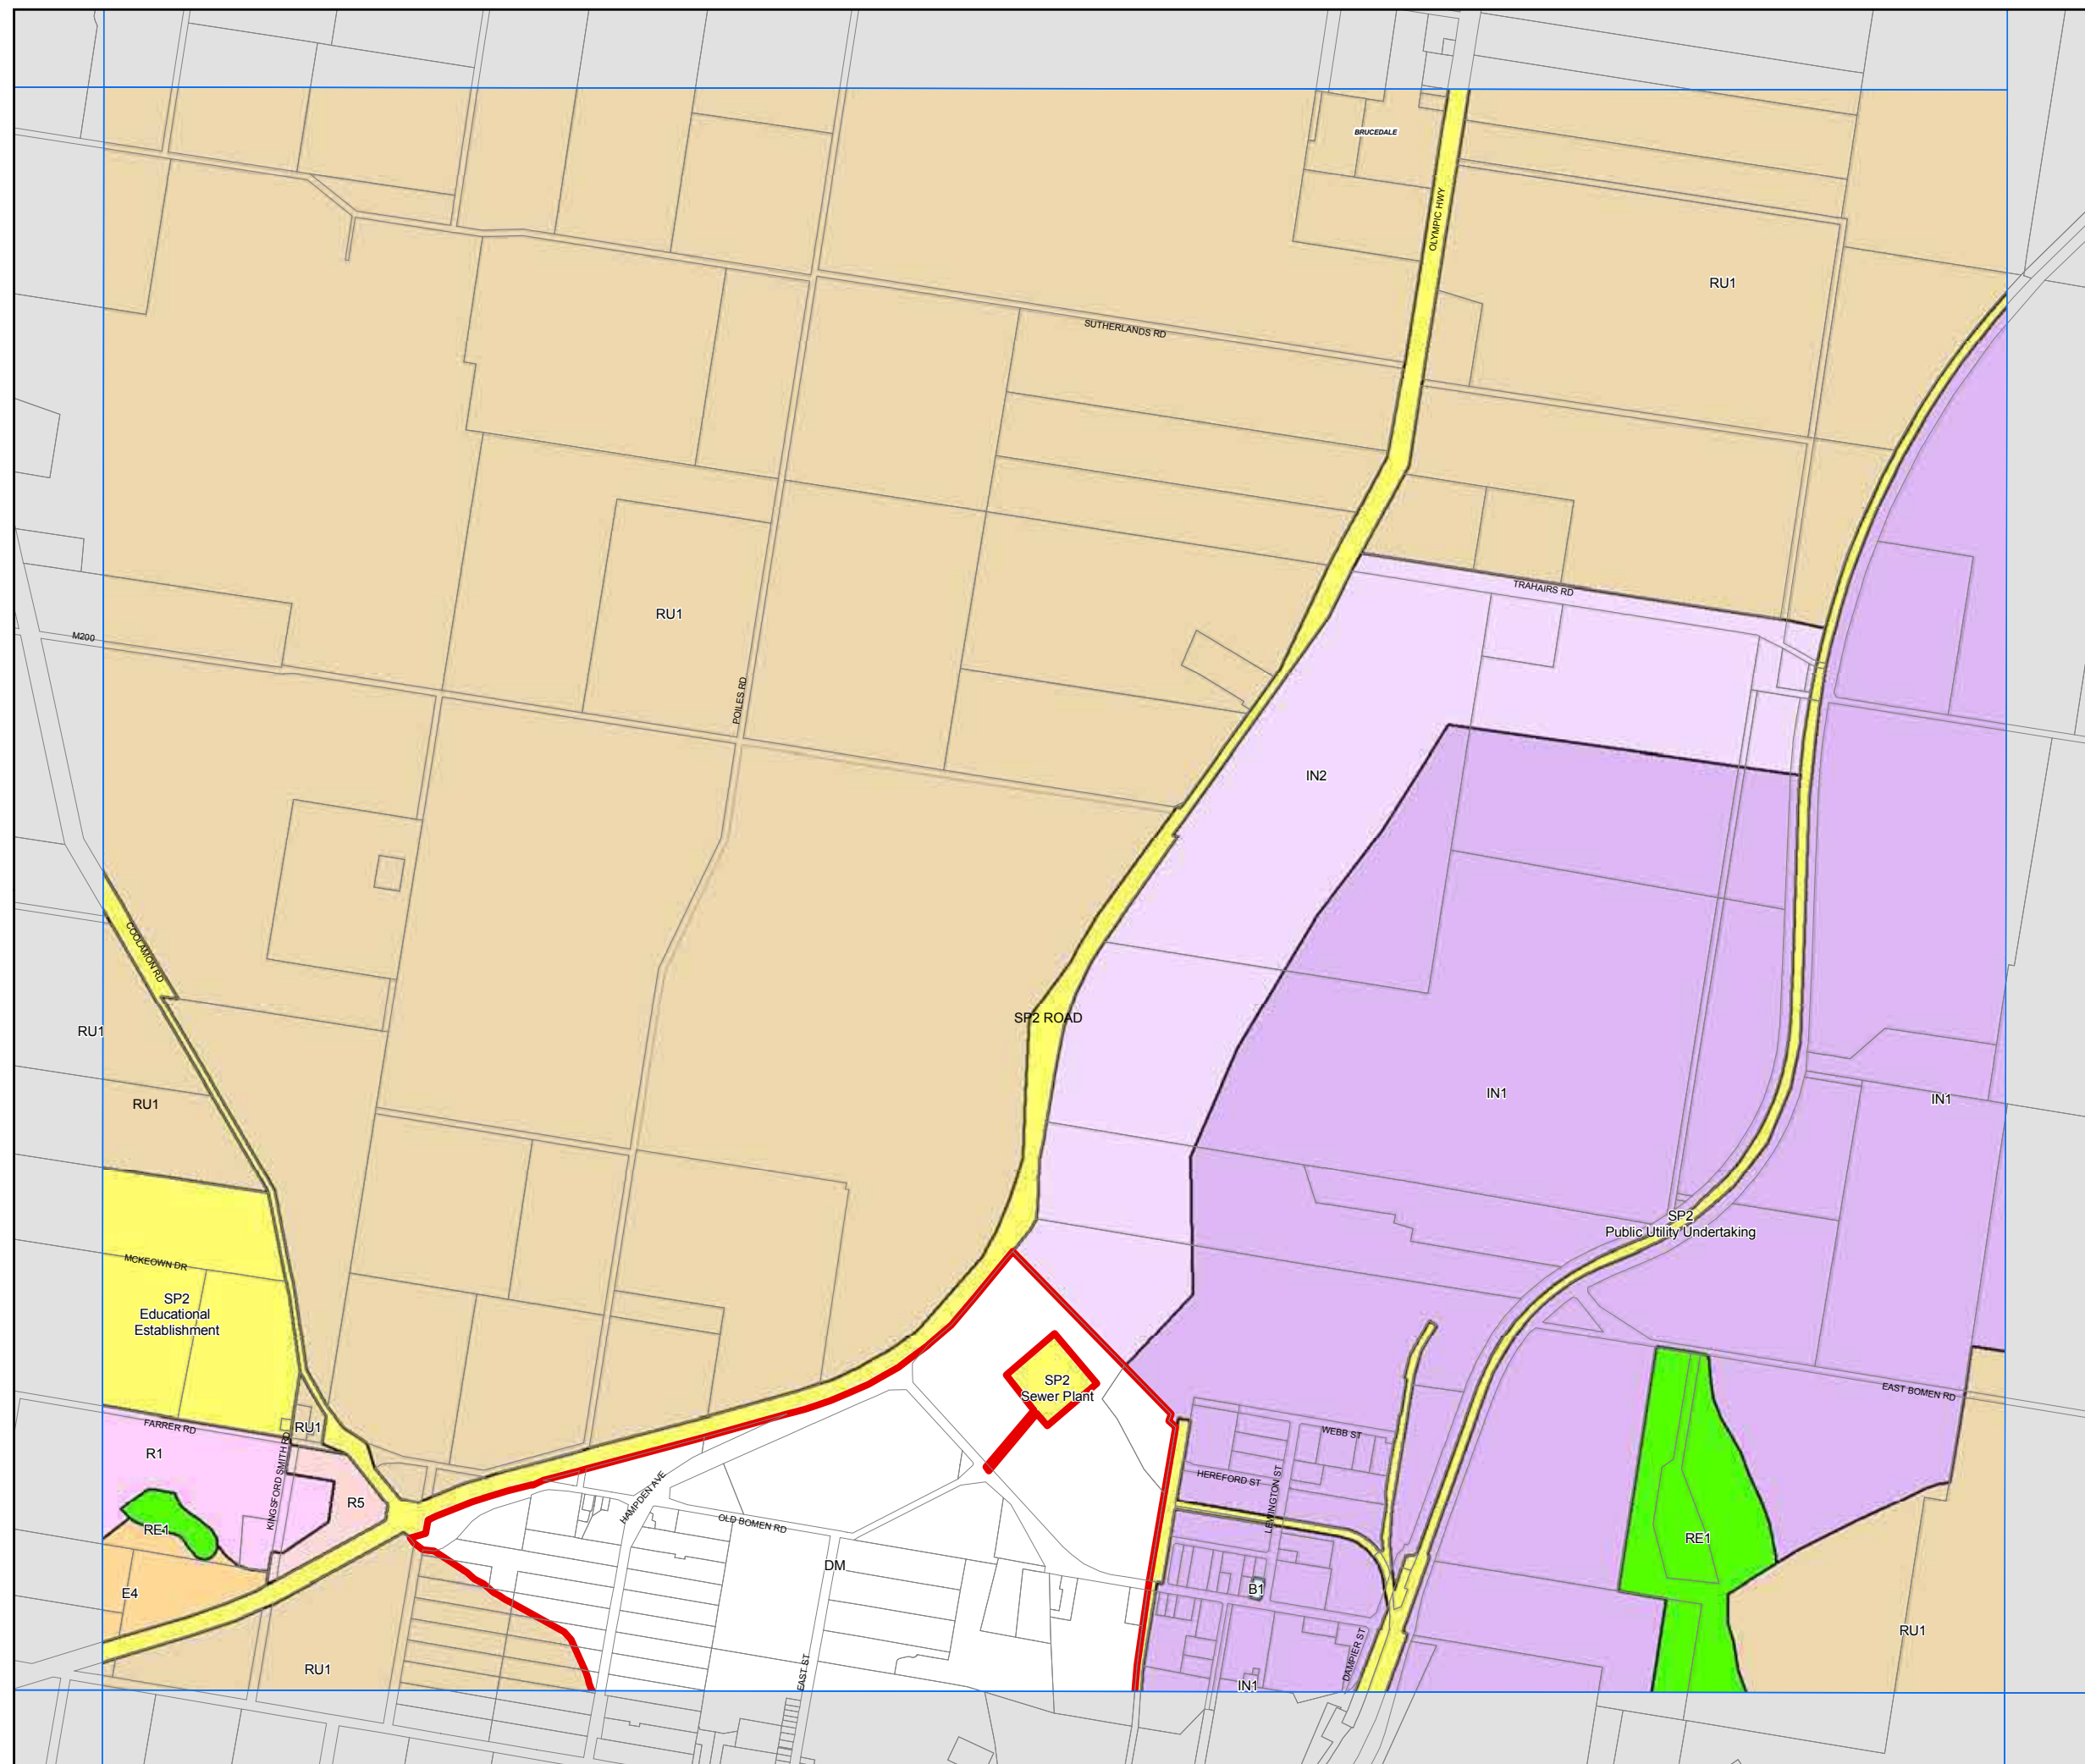 BRUCEDALE
OLYMPIC HWY
RU1
SUTHERLANDS RD
TRAHAIRS RD
RU1
M200
POILES RD
IN2
COOLAMON RD
SP2 ROAD
RU1
RU1
IN1
IN1
SP2
Public Utility Undertaking
MCKEOWN DR
SP2
Educational
Establishment
SP2
Sewer Plant
EAST BOMEN RD
FARRER RD
RU1
R1
KINGSFORD SMITH RD
R5
WEBB ST
HEREFORD ST
LEWINGTON ST
HAMPDEN AVE
OLD BOMEN RD
RE1
RE1
DM
E4
B1
RU1
RU1
EAST ST
DAMPIER ST
IN1